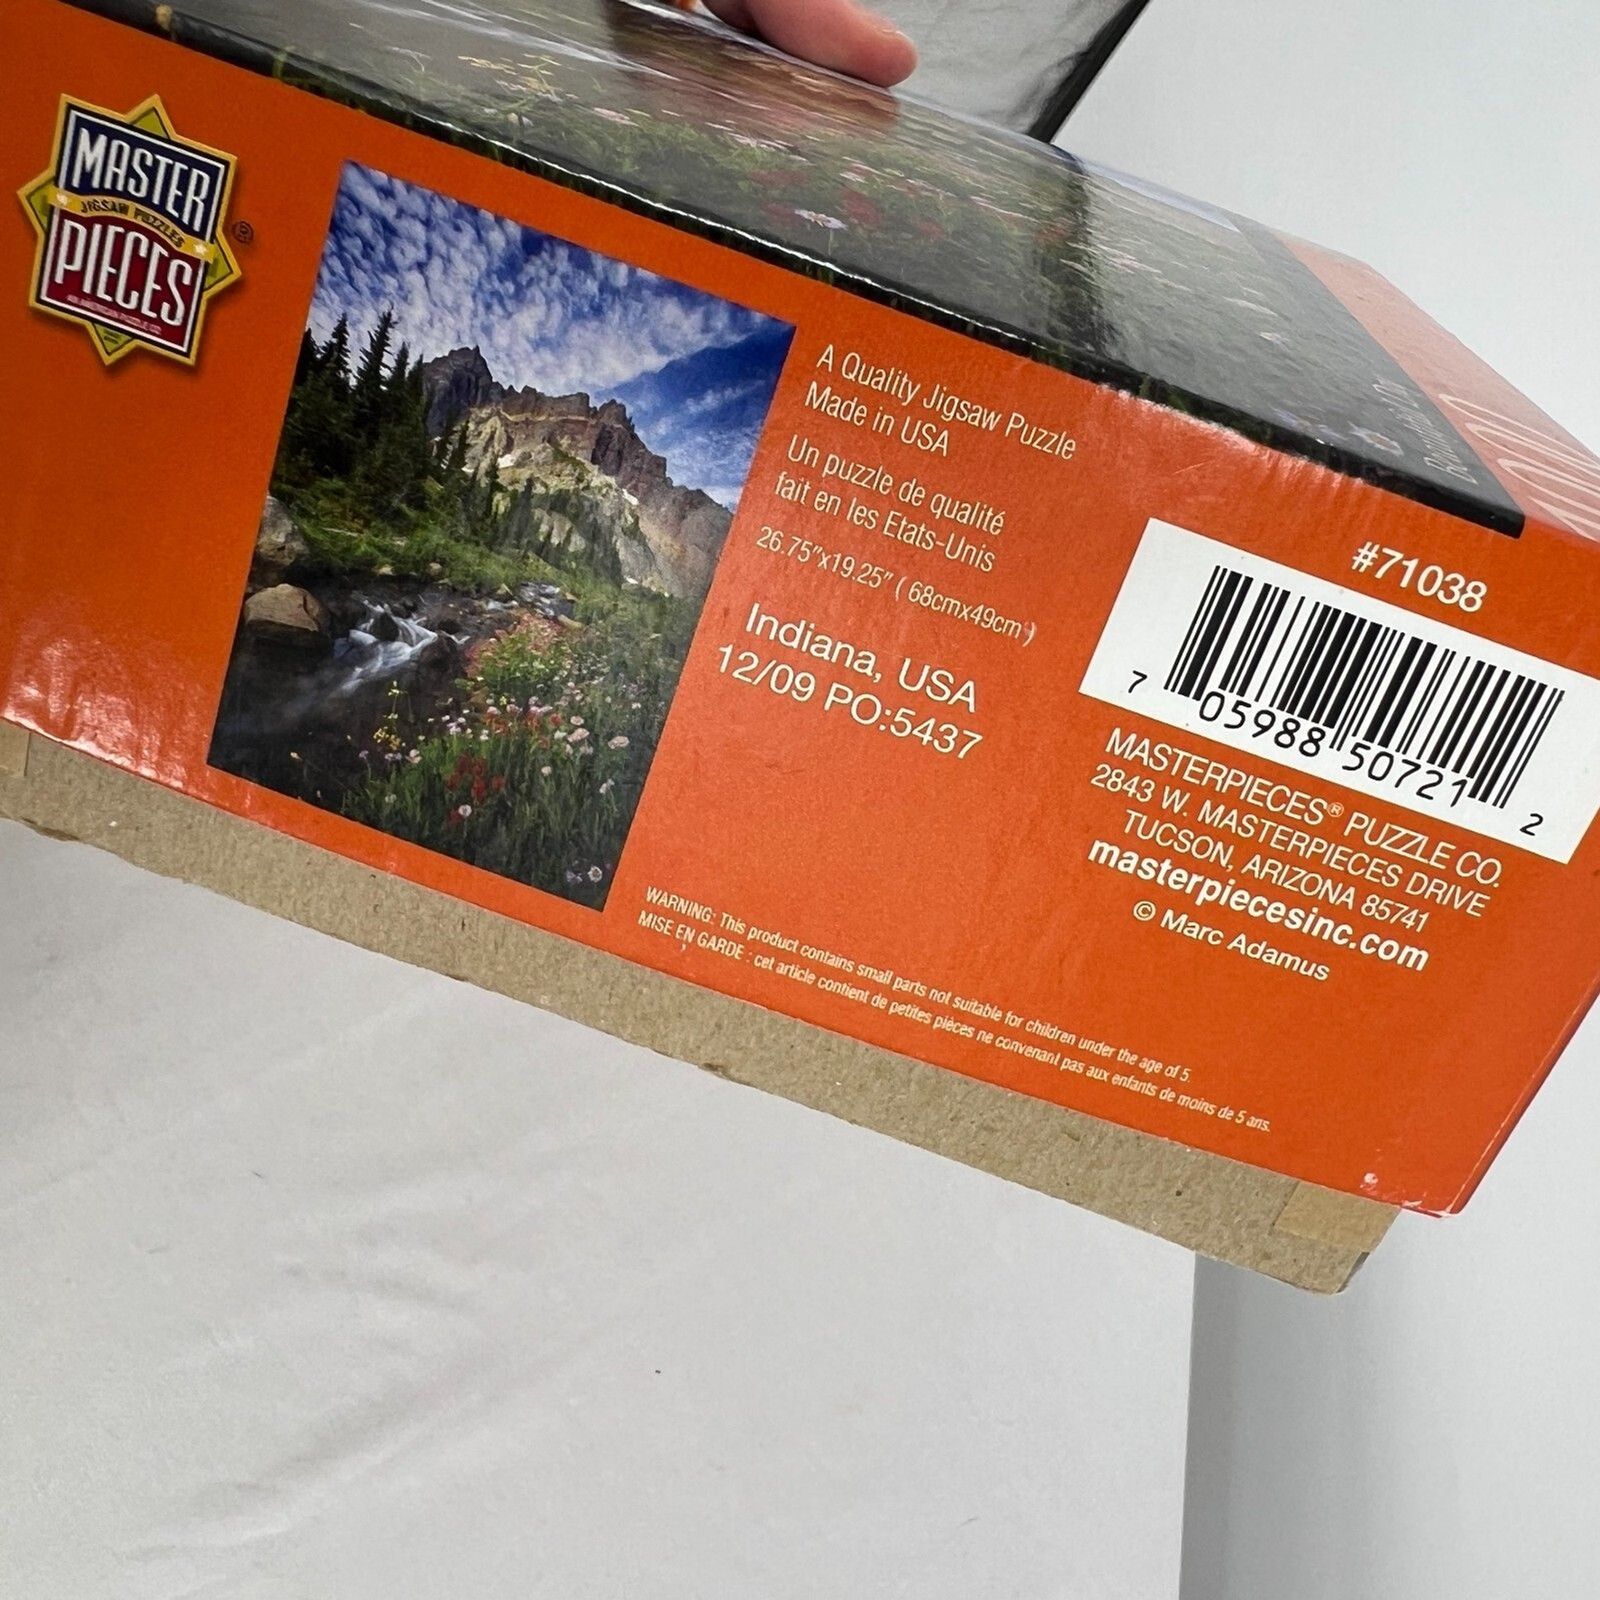 MASTER
JIGSAW PUZZLES
PIECES
AN AMERICAN PUZZLE CO
®
A Quality Jigsaw Puzzle
Made in USA
Un puzzle de qualité
fait en les Etats-Unis
26.75"x19.25" ( 68cmx49cm )
Indiana, USA
12/09 PO:5437
#71038
7 05988 50721 2
MASTERPIECES® PUZZLE CO.
2843 W. MASTERPIECES DRIVE
TUCSON, ARIZONA 85741
masterpiecesinc.com
© Marc Adamus
WARNING: This product contains small parts not suitable for children under the age of 5.
MISE EN GARDE : cet article contient de petites pièces ne convenant pas aux enfants de moins de 5 ans.